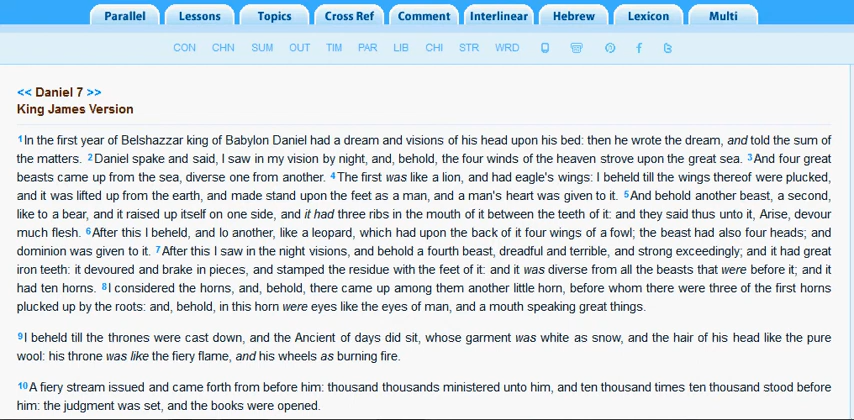 Parallel Lessons Topics Cross Ref Comment Interlinear Hebrew Lexicon Multi
CON CHN SUM OUT TIM PAR LIB CHI STR WRD
<< Daniel 7 >>
King James Version
1In the first year of Belshazzar king of Babylon Daniel had a dream and visions of his head upon his bed: then he wrote the dream, and told the sum of
the matters. 2Daniel spake and said, I saw in my vision by night, and, behold, the four winds of the heaven strove upon the great sea. 3And four great
beasts came up from the sea, diverse one from another. 4The first was like a lion, and had eagle's wings: I beheld till the wings thereof were plucked,
and it was lifted up from the earth, and made stand upon the feet as a man, and a man's heart was given to it. 5And behold another beast, a second,
like to a bear, and it raised up itself on one side, and it had three ribs in the mouth of it between the teeth of it: and they said thus unto it, Arise, devour
much flesh. 6After this I beheld, and lo another, like a leopard, which had upon the back of it four wings of a fowl; the beast had also four heads; and
dominion was given to it. 7After this I saw in the night visions, and behold a fourth beast, dreadful and terrible, and strong exceedingly; and it had great
iron teeth: it devoured and brake in pieces, and stamped the residue with the feet of it: and it was diverse from all the beasts that were before it; and it
had ten horns. 8I considered the horns, and, behold, there came up among them another little horn, before whom there were three of the first horns
plucked up by the roots: and, behold, in this horn were eyes like the eyes of man, and a mouth speaking great things.
9I beheld till the thrones were cast down, and the Ancient of days did sit, whose garment was white as snow, and the hair of his head like the pure
wool: his throne was like the fiery flame, and his wheels as burning fire.
10A fiery stream issued and came forth from before him: thousand thousands ministered unto him, and ten thousand times ten thousand stood before
him: the judgment was set, and the books were opened.